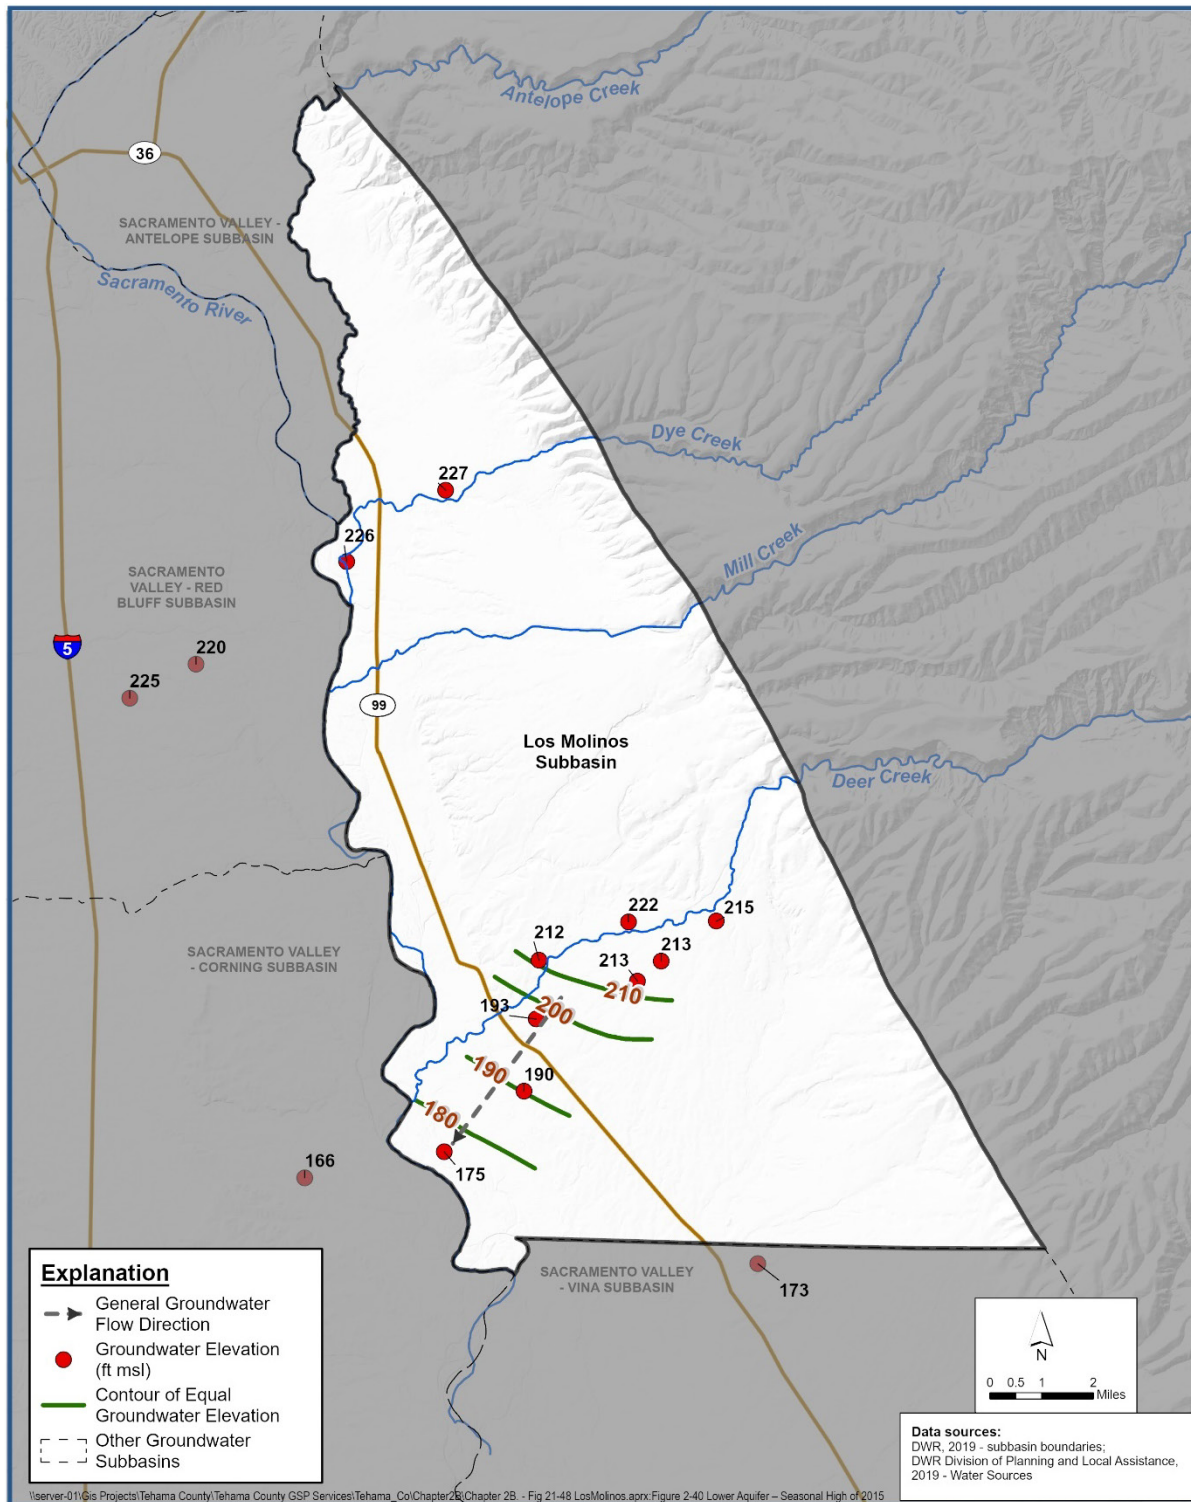 Antelope Creek
36
SACRAMENTO VALLEY -
ANTELOPE SUBBASIN
Sacramento River
Dye Creek
227
226
Mill Creek
SACRAMENTO
VALLEY - RED
BLUFF SUBBASIN
5
220
225
99
Los Molinos
Subbasin
Deer Creek
222
215
212
213
213
SACRAMENTO VALLEY
- CORNING SUBBASIN
210
193
200
190
190
180
175
166
SACRAMENTO VALLEY
- VINA SUBBASIN
173
Explanation
General Groundwater
Flow Direction
Groundwater Elevation
(ft msl)
Contour of Equal
Groundwater Elevation
Other Groundwater
Subbasins
N
0 0.5 1 2
Miles
Data sources:
DWR, 2019 - subbasin boundaries;
DWR Division of Planning and Local Assistance,
2019 - Water Sources
\\server-01\Gis Projects\Tehama County\Tehama County GSP Services\Tehama_Co\Chapter2B\Chapter 2B. - Fig 21-48 LosMolinos.aprx:Figure 2-40 Lower Aquifer – Seasonal High of 2015